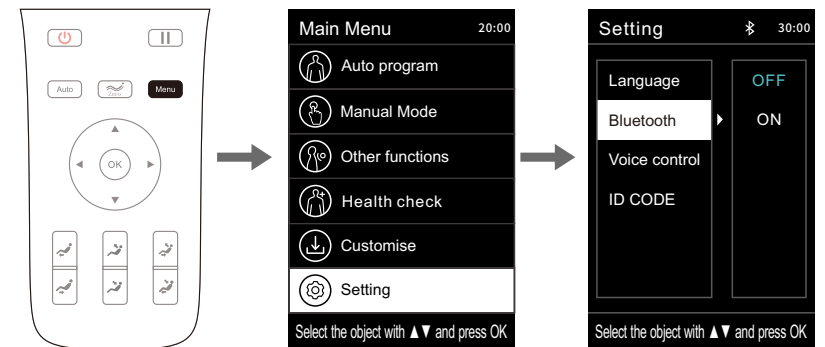 Auto
Zero
Menu
OK
Main Menu 20:00
Auto program
Manual Mode
Other functions
Health check
Customise
Setting
Select the object with ▲▼ and press OK
Setting 30:00
Language
Bluetooth
Voice control
ID CODE
OFF
ON
Select the object with ▲▼ and press OK